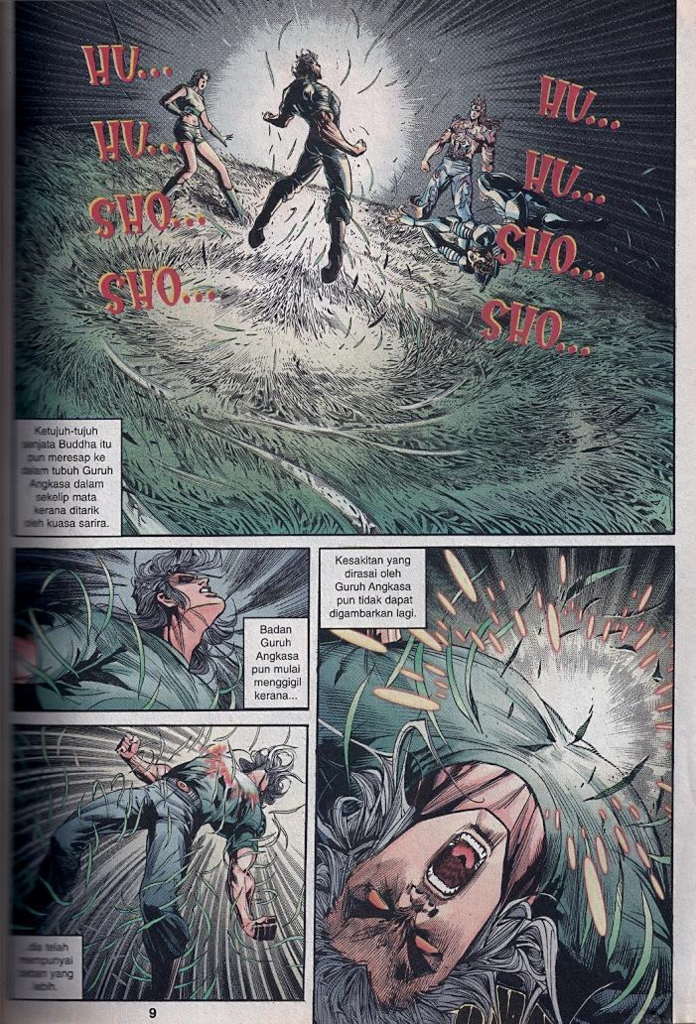 HU...
HU...
SHO...
SHO...
HU...
HU...
SHO...
SHO...
Ketujuh-tujuh
senjata Buddha itu
pun meresap ke
dalam tubuh Guruh
Angkasa dalam
sekelip mata
kerana ditarik
oleh kuasa sarira.
Badan
Guruh
Angkasa
pun mulai
menggigil
kerana...
Kesakitan yang
dirasai oleh
Guruh Angkasa
pun tidak dapat
digambarkan lagi.
...dia telah
mempunyai
beban yang
lebih.
9